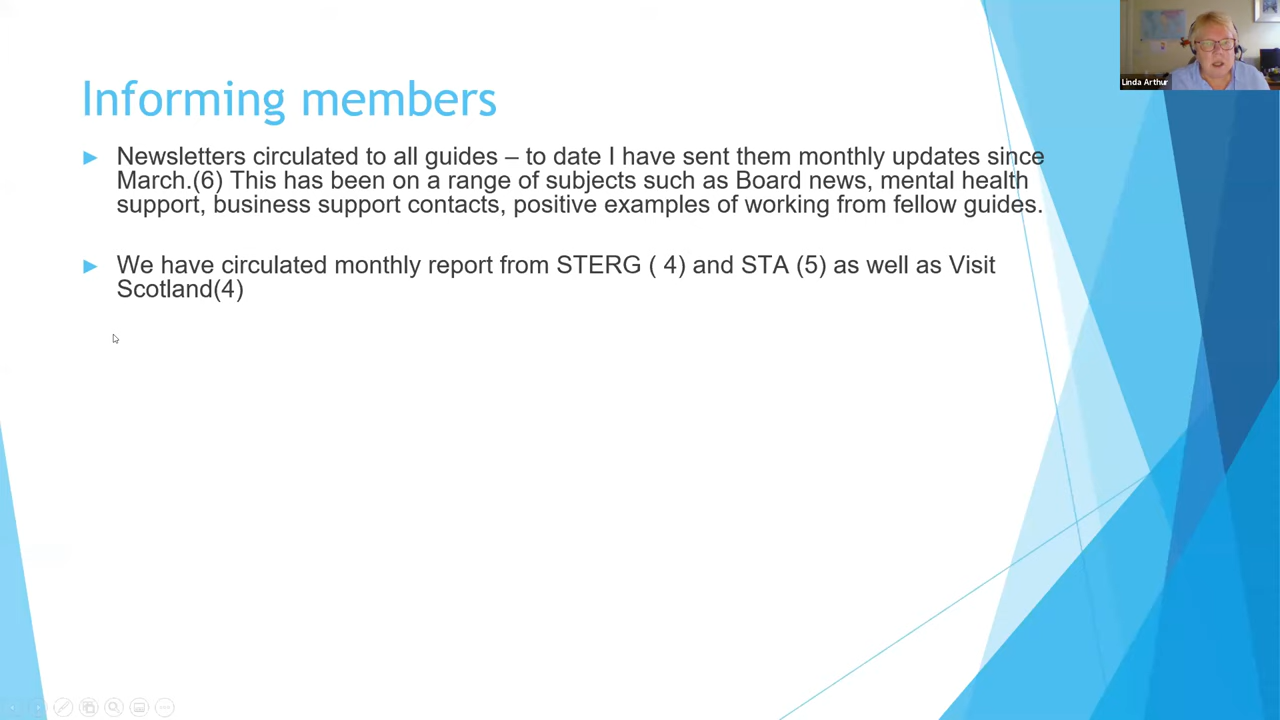 Linda Arthur
Informing members
► Newsletters circulated to all guides – to date I have sent them monthly updates since
March.(6) This has been on a range of subjects such as Board news, mental health
support, business support contacts, positive examples of working from fellow guides.
► We have circulated monthly report from STERG ( 4) and STA (5) as well as Visit
Scotland(4)